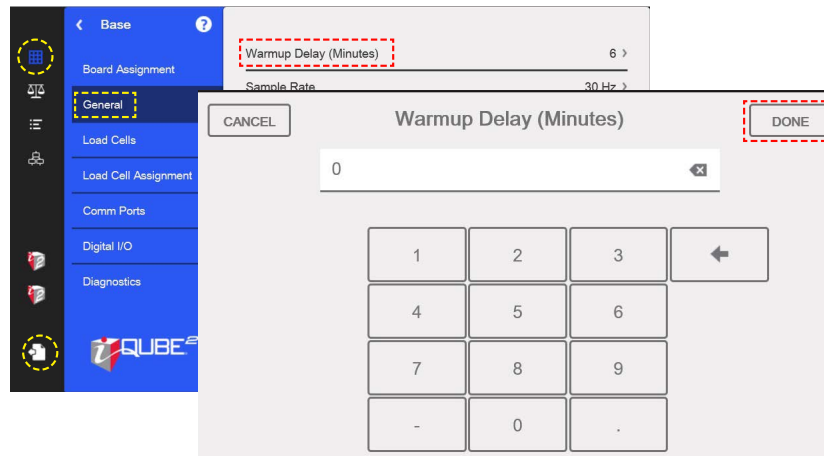 Base ?
Board Assignment
General
Load Cells
Load Cell Assignment
Comm Ports
Digital I/O
Diagnostics
iQUBE²
Warmup Delay (Minutes) 6 >
Sample Rate 30 Hz >
CANCEL Warmup Delay (Minutes) DONE
0
1 2 3
4 5 6
7 8 9
- 0 .